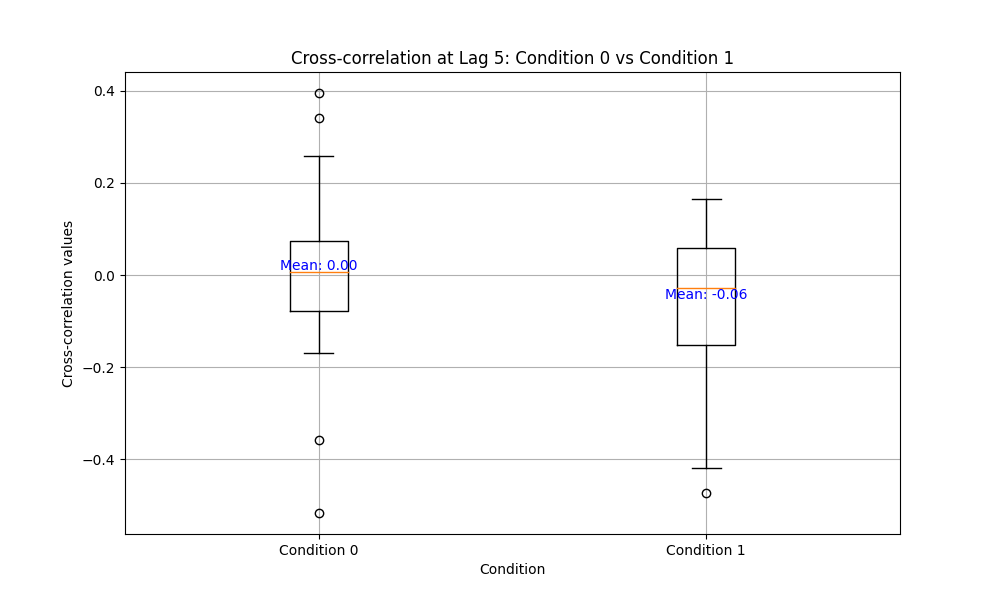 Cross-correlation at Lag 5: Condition 0 vs Condition 1
Cross-correlation values
0.4
0.2
0.0
−0.2
−0.4
Mean: 0.00
Mean: -0.06
Condition 0
Condition 1
Condition